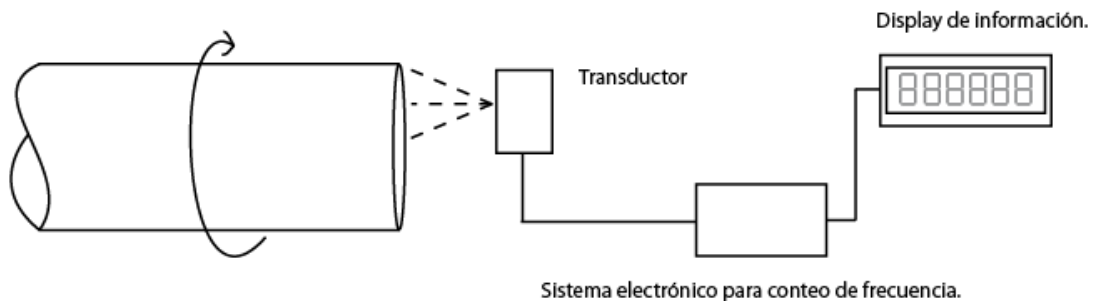 Display de información.
Transductor
Sistema electrónico para conteo de frecuencia.